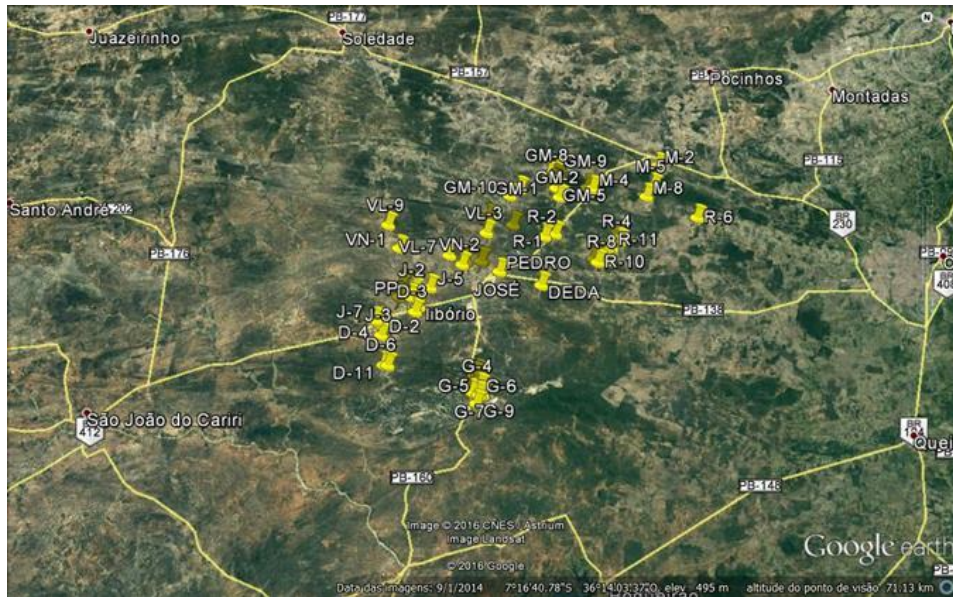 PB-177
N
Juazeirinho
Soledade
PB-157
Pocinhos
Montadas
GM-8
GM-9
M-2
M-5
GM-2
M-4
GM-10
GM-1
GM-5
M-8
PB-115
Santo André
PB-202
VL-9
VL-3
R-2
R-4
R-6
BR
230
VN-1
VL-7
VN-2
R-1
R-8
R-11
PB-176
J-2
J-5
PEDRO
R-10
PP
D-3
JOSÉ
DEDA
408
J-7
J-3
libório
PB-138
D-4
D-2
D-6
D-11
G-4
G-5
G-6
G-7
G-9
São João do Cariri
412
BR
104
Quei
PB-160
PB-148
Image © 2016 CNES / Astrium
Image Landsat
© 2016 Google
Google earth
Data das imagens: 9/1/2014 7°16'40.78"S 36°14'03.37"O elev 495 m altitude do ponto de visão 71.13 km